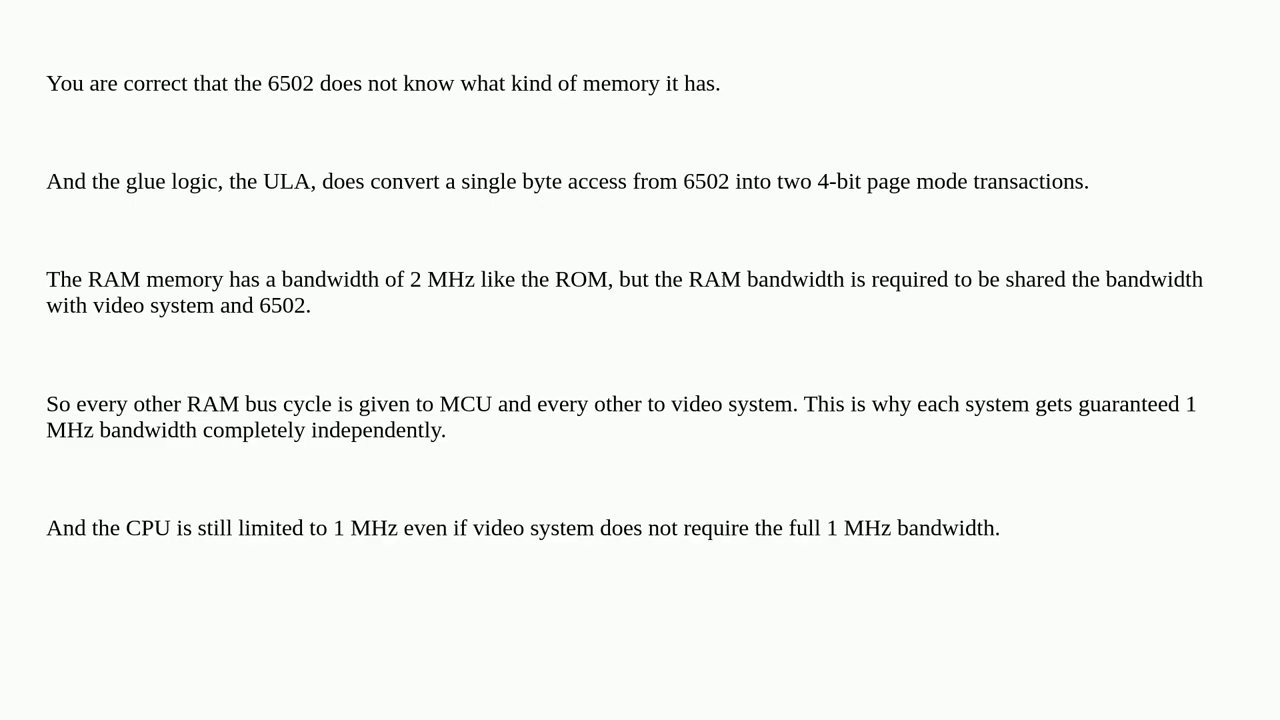 You are correct that the 6502 does not know what kind of memory it has.
And the glue logic, the ULA, does convert a single byte access from 6502 into two 4-bit page mode transactions.
The RAM memory has a bandwidth of 2 MHz like the ROM, but the RAM bandwidth is required to be shared the bandwidth
with video system and 6502.
So every other RAM bus cycle is given to MCU and every other to video system. This is why each system gets guaranteed 1
MHz bandwidth completely independently.
And the CPU is still limited to 1 MHz even if video system does not require the full 1 MHz bandwidth.